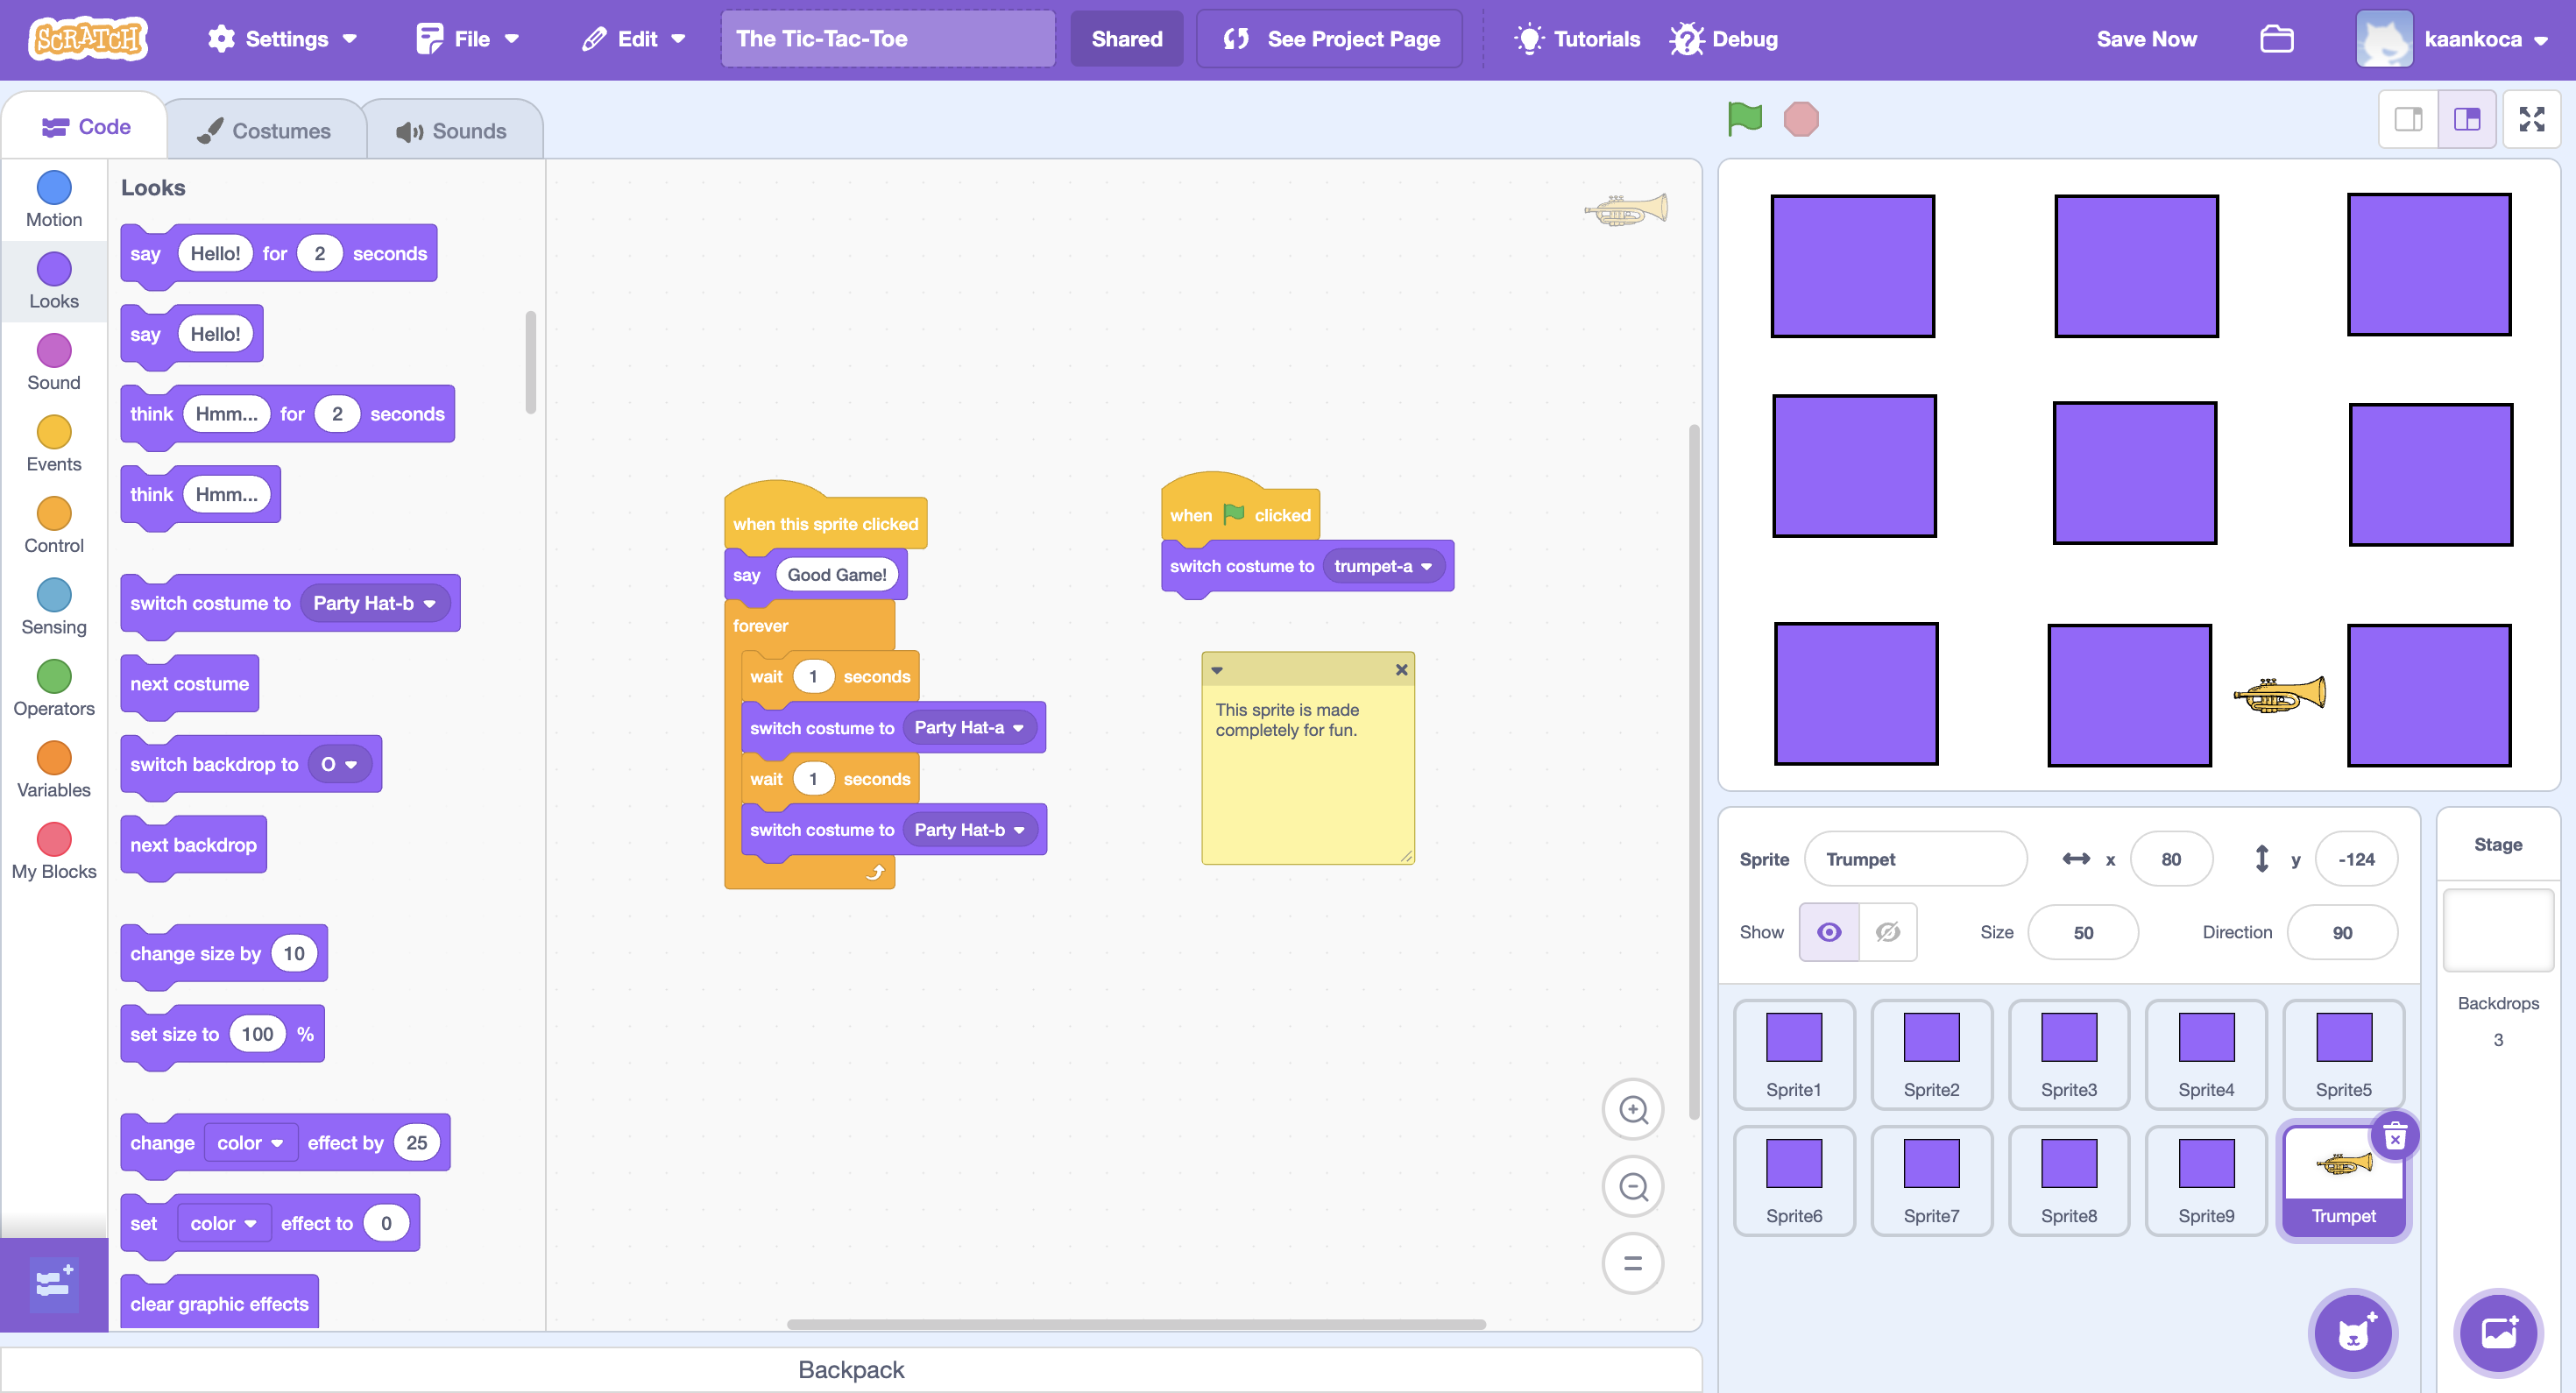 SCRATCH
Settings
File
Edit
The Tic-Tac-Toe
Shared
See Project Page
Tutorials
Debug
Save Now
kaankoca
Code
Costumes
Sounds
Motion
Looks
Sound
Events
Control
Sensing
Operators
Variables
My Blocks
Looks
say Hello! for 2 seconds
say Hello!
think Hmm... for 2 seconds
think Hmm...
switch costume to Party Hat-b
next costume
switch backdrop to O
next backdrop
change size by 10
set size to 100 %
change color effect by 25
set color effect to 0
clear graphic effects
when this sprite clicked
say Good Game!
forever
wait 1 seconds
switch costume to Party Hat-a
wait 1 seconds
switch costume to Party Hat-b
when clicked
switch costume to trumpet-a
This sprite is made
completely for fun.
Backpack
Sprite Trumpet x 80 y -124
Show Size 50 Direction 90
Sprite1 Sprite2 Sprite3 Sprite4 Sprite5
Sprite6 Sprite7 Sprite8 Sprite9 Trumpet
Stage
Backdrops
3